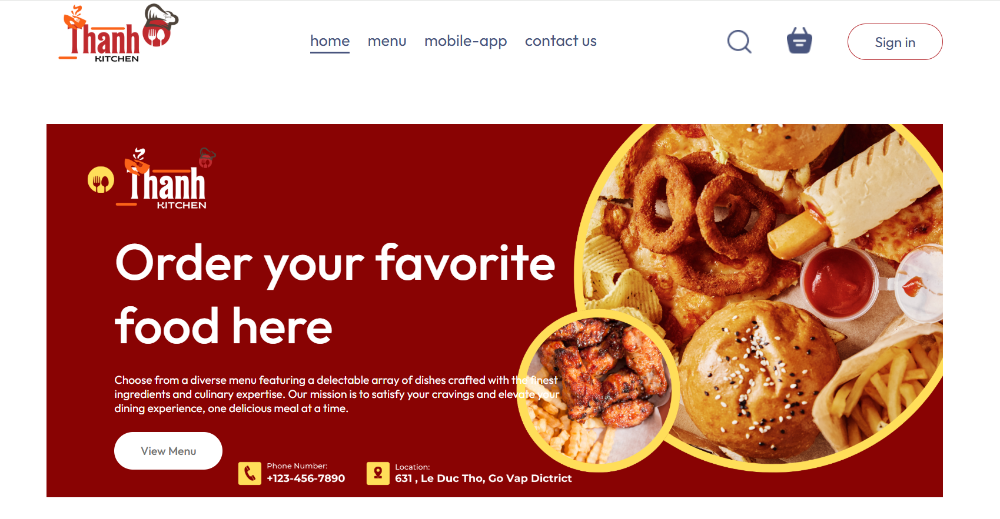 Thanh
KITCHEN
home menu mobile-app contact us
Sign in
Thanh
KITCHEN
Order your favorite
food here
Choose from a diverse menu featuring a delectable array of dishes crafted with the finest
ingredients and culinary expertise. Our mission is to satisfy your cravings and elevate your
dining experience, one delicious meal at a time.
View Menu
Phone Number:
+123-456-7890
Location:
631 , Le Duc Tho, Go Vap Dictrict